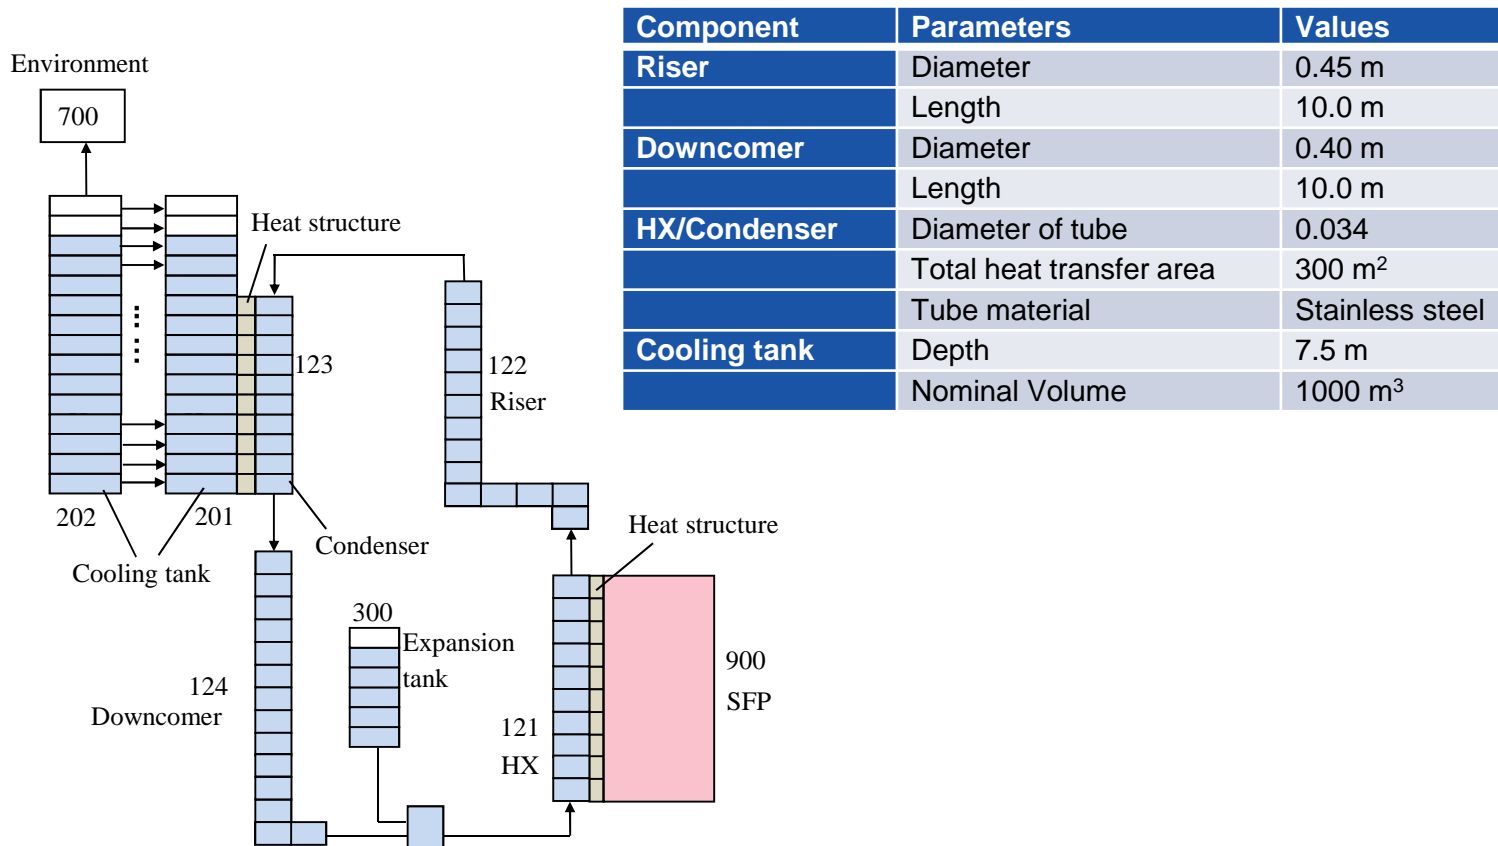 Environment
700
Heat structure
123
122
Riser
202
201
Condenser
Cooling tank
Heat structure
300
Expansion
tank
124
Downcomer
121
HX
900
SFP
Component Parameters Values
Riser Diameter 0.45 m
Length 10.0 m
Downcomer Diameter 0.40 m
Length 10.0 m
HX/Condenser Diameter of tube 0.034
Total heat transfer area 300 m²
Tube material Stainless steel
Cooling tank Depth 7.5 m
Nominal Volume 1000 m³